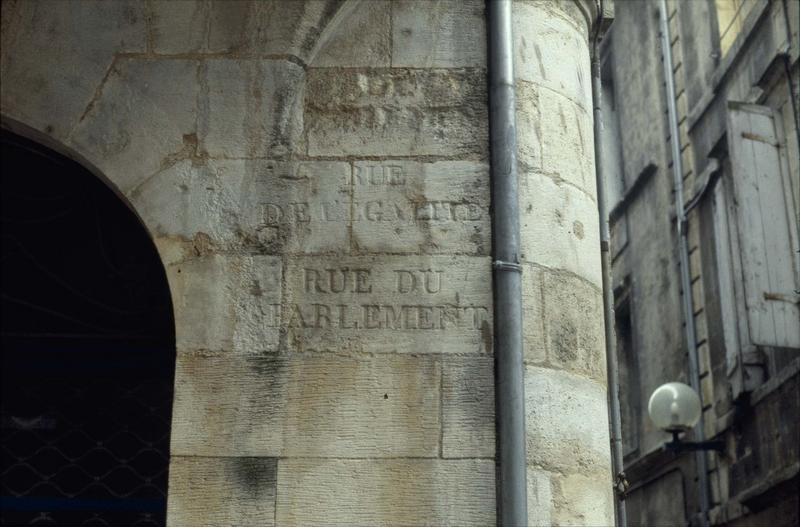 RUE
DE L'EGALITE
RUE DU
PARLEMENT